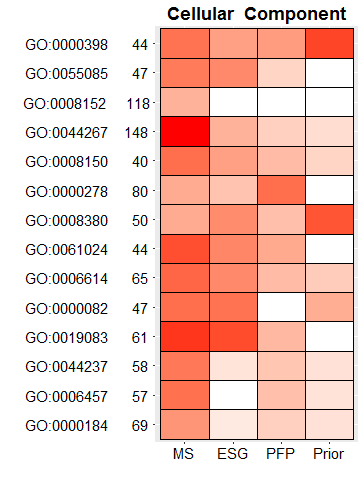 Cellular Component
GO:0000398 44
GO:0055085 47
GO:0008152 118
GO:0044267 148
GO:0008150 40
GO:0000278 80
GO:0008380 50
GO:0061024 44
GO:0006614 65
GO:0000082 47
GO:0019083 61
GO:0044237 58
GO:0006457 57
GO:0000184 69
MS ESG PFP Prior